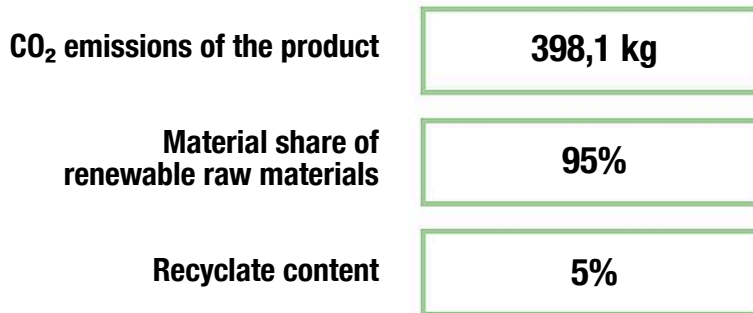 CO₂ emissions of the product
398,1 kg
Material share of
renewable raw materials
95%
Recyclate content
5%